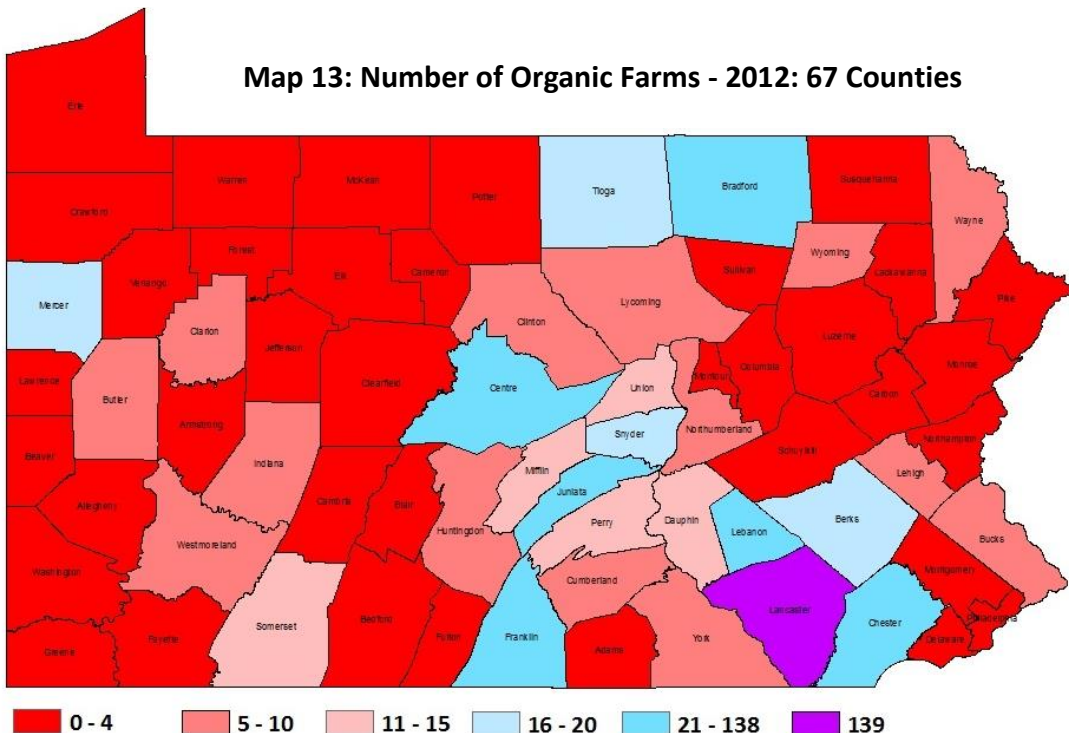 Map 13: Number of Organic Farms - 2012: 67 Counties
Erie
Warren
McKean
Potter
Tioga
Bradford
Susquehanna
Wayne
Crawford
Wyoming
Forest
Elk
Cameron
Sullivan
Lackawanna
Venango
Pike
Mercer
Lycoming
Clinton
Clarion
Luzerne
Jefferson
Monroe
Columbia
Clearfield
Montour
Lawrence
Centre
Union
Carbon
Butler
Armstrong
Northumberland
Snyder
Northampton
Beaver
Schuylkill
Indiana
Mifflin
Lehigh
Juniata
Allegheny
Cambria
Blair
Huntingdon
Perry
Dauphin
Berks
Lebanon
Bucks
Westmoreland
Montgomery
Washington
Cumberland
Lancaster
Philadelphia
Somerset
Bedford
Fulton
Franklin
York
Chester
Fayette
Delaware
Greene
Adams
0 - 4
5 - 10
11 - 15
16 - 20
21 - 138
139